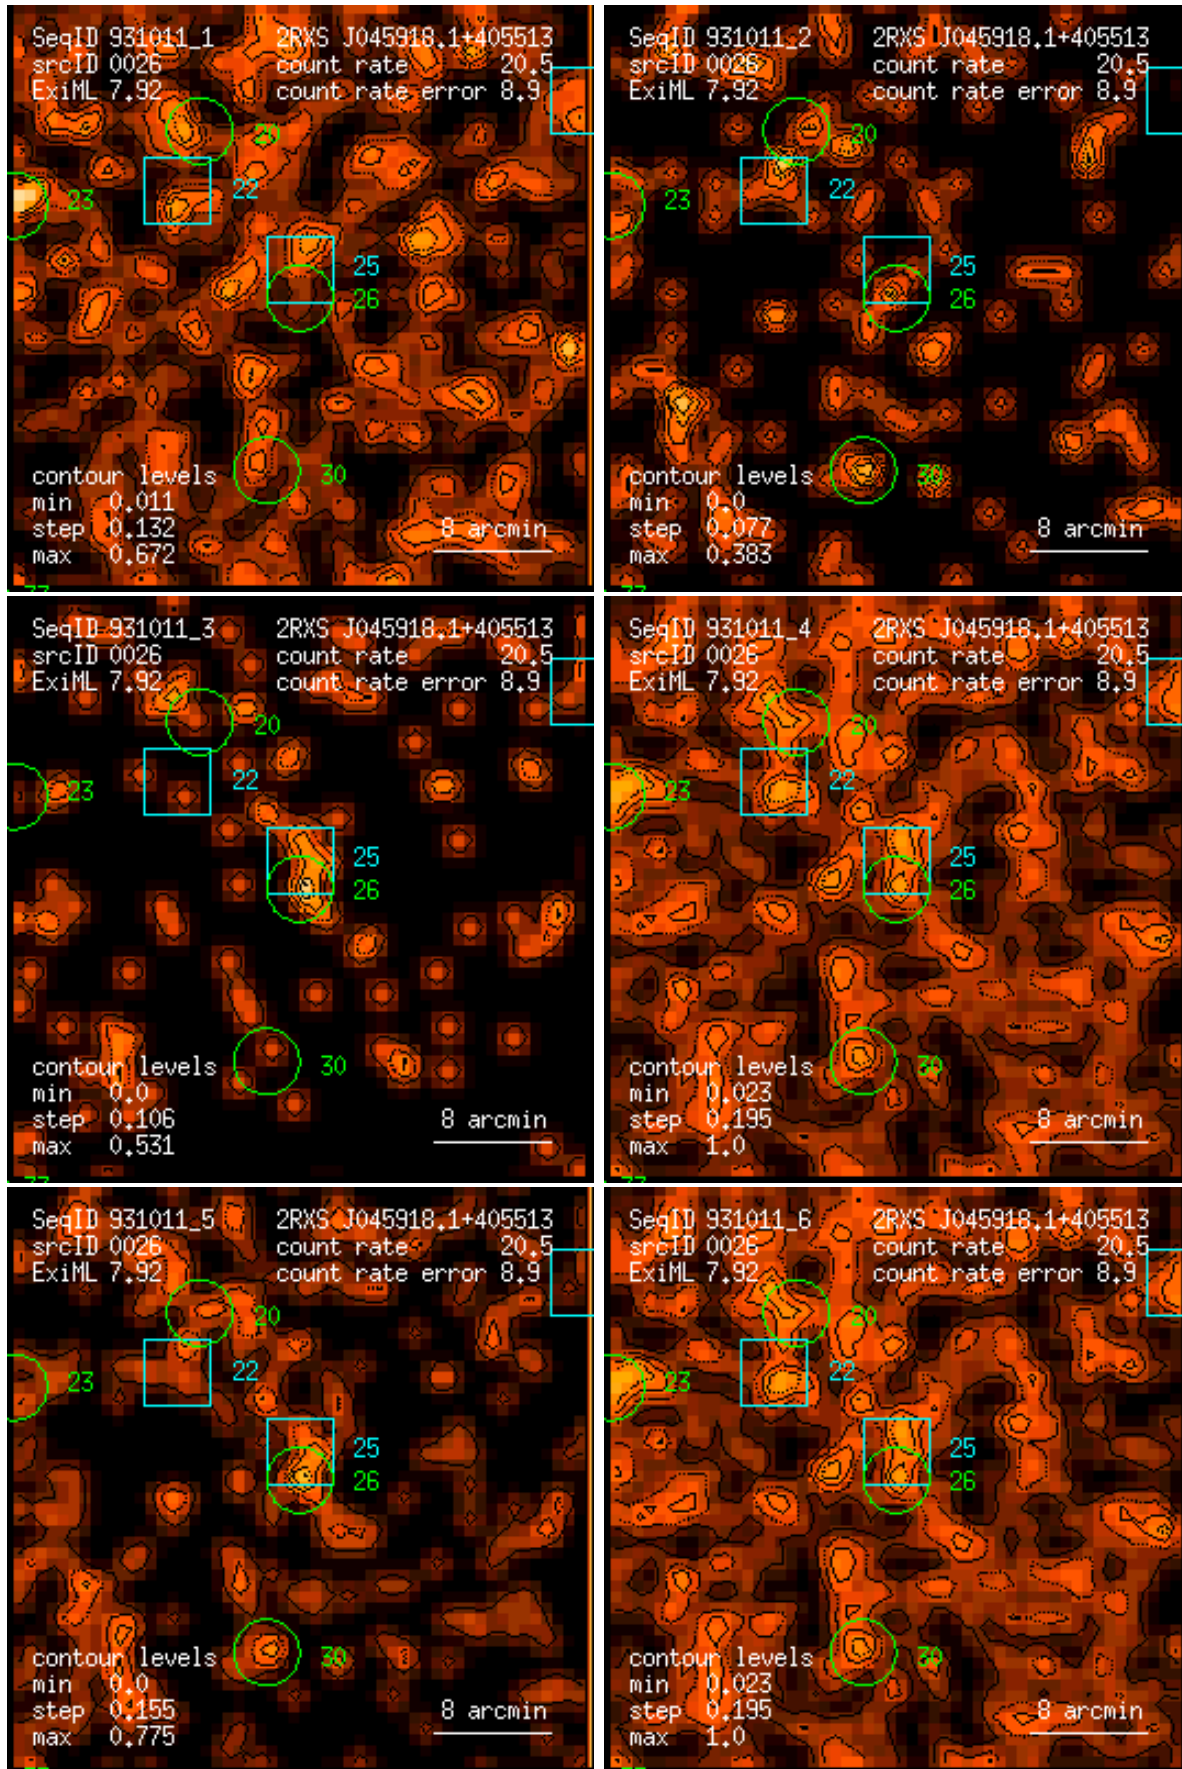 SeqID 931011_1 2RXS J045918.1+405513
srcID 0026 count rate 20.5
ExiML 7.92 count rate error 8.9
20
22
23
25
26
30
contour levels
min 0.011
step 0.132
max 0.672
8 arcmin
SeqID 931011_2 2RXS J045918.1+405513
srcID 0026 count rate 20.5
ExiML 7.92 count rate error 8.9
20
22
23
25
26
30
contour levels
min 0.0
step 0.077
max 0.383
8 arcmin
SeqID 931011_3 2RXS J045918.1+405513
srcID 0026 count rate 20.5
ExiML 7.92 count rate error 8.9
20
22
23
25
26
30
contour levels
min 0.0
step 0.106
max 0.531
8 arcmin
SeqID 931011_4 2RXS J045918.1+405513
srcID 0026 count rate 20.5
ExiML 7.92 count rate error 8.9
20
22
23
25
26
30
contour levels
min 0.023
step 0.195
max 1.0
8 arcmin
SeqID 931011_5 2RXS J045918.1+405513
srcID 0026 count rate 20.5
ExiML 7.92 count rate error 8.9
20
22
23
25
26
30
contour levels
min 0.0
step 0.155
max 0.775
8 arcmin
SeqID 931011_6 2RXS J045918.1+405513
srcID 0026 count rate 20.5
ExiML 7.92 count rate error 8.9
20
22
23
25
26
30
contour levels
min 0.023
step 0.195
max 1.0
8 arcmin